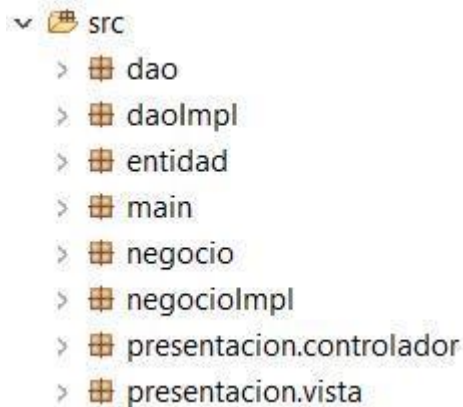 src
dao
daoImpl
entidad
main
negocio
negocioImpl
presentacion.controlador
presentacion.vista